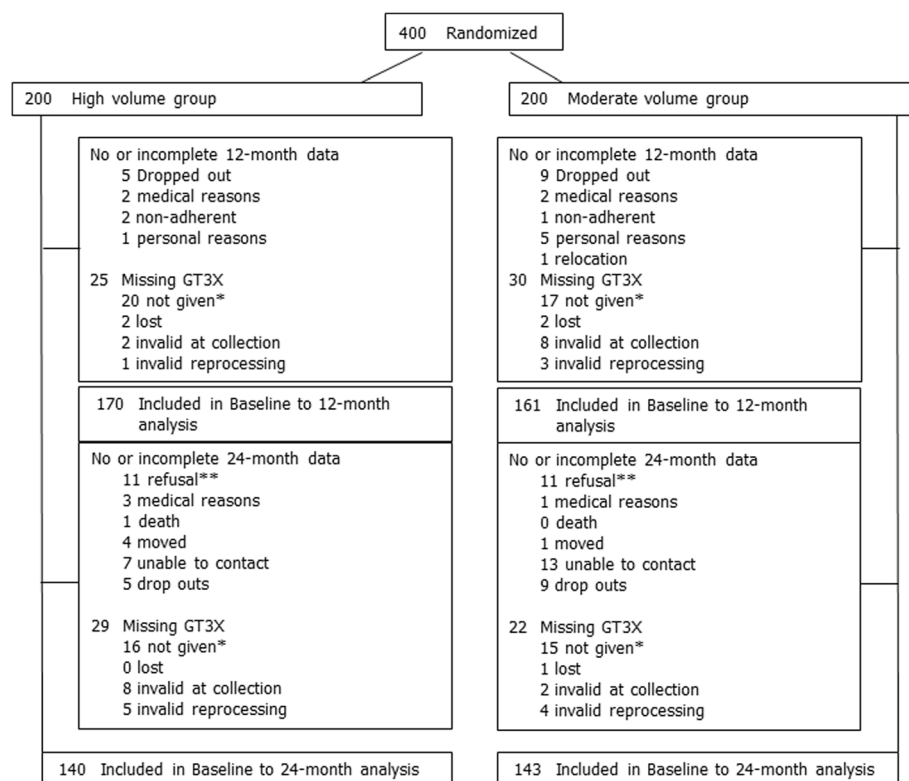 400 Randomized
200 High volume group
200 Moderate volume group
No or incomplete 12-month data
5 Dropped out
2 medical reasons
2 non-adherent
1 personal reasons
25 Missing GT3X
20 not given*
2 lost
2 invalid at collection
1 invalid reprocessing
No or incomplete 12-month data
9 Dropped out
2 medical reasons
1 non-adherent
5 personal reasons
1 relocation
30 Missing GT3X
17 not given*
2 lost
8 invalid at collection
3 invalid reprocessing
170 Included in Baseline to 12-month
analysis
161 Included in Baseline to 12-month
analysis
No or incomplete 24-month data
11 refusal**
3 medical reasons
1 death
4 moved
7 unable to contact
5 drop outs
29 Missing GT3X
16 not given*
0 lost
8 invalid at collection
5 invalid reprocessing
No or incomplete 24-month data
11 refusal**
1 medical reasons
0 death
1 moved
13 unable to contact
9 drop outs
22 Missing GT3X
15 not given*
1 lost
2 invalid at collection
4 invalid reprocessing
140 Included in Baseline to 24-month analysis
143 Included in Baseline to 24-month analysis